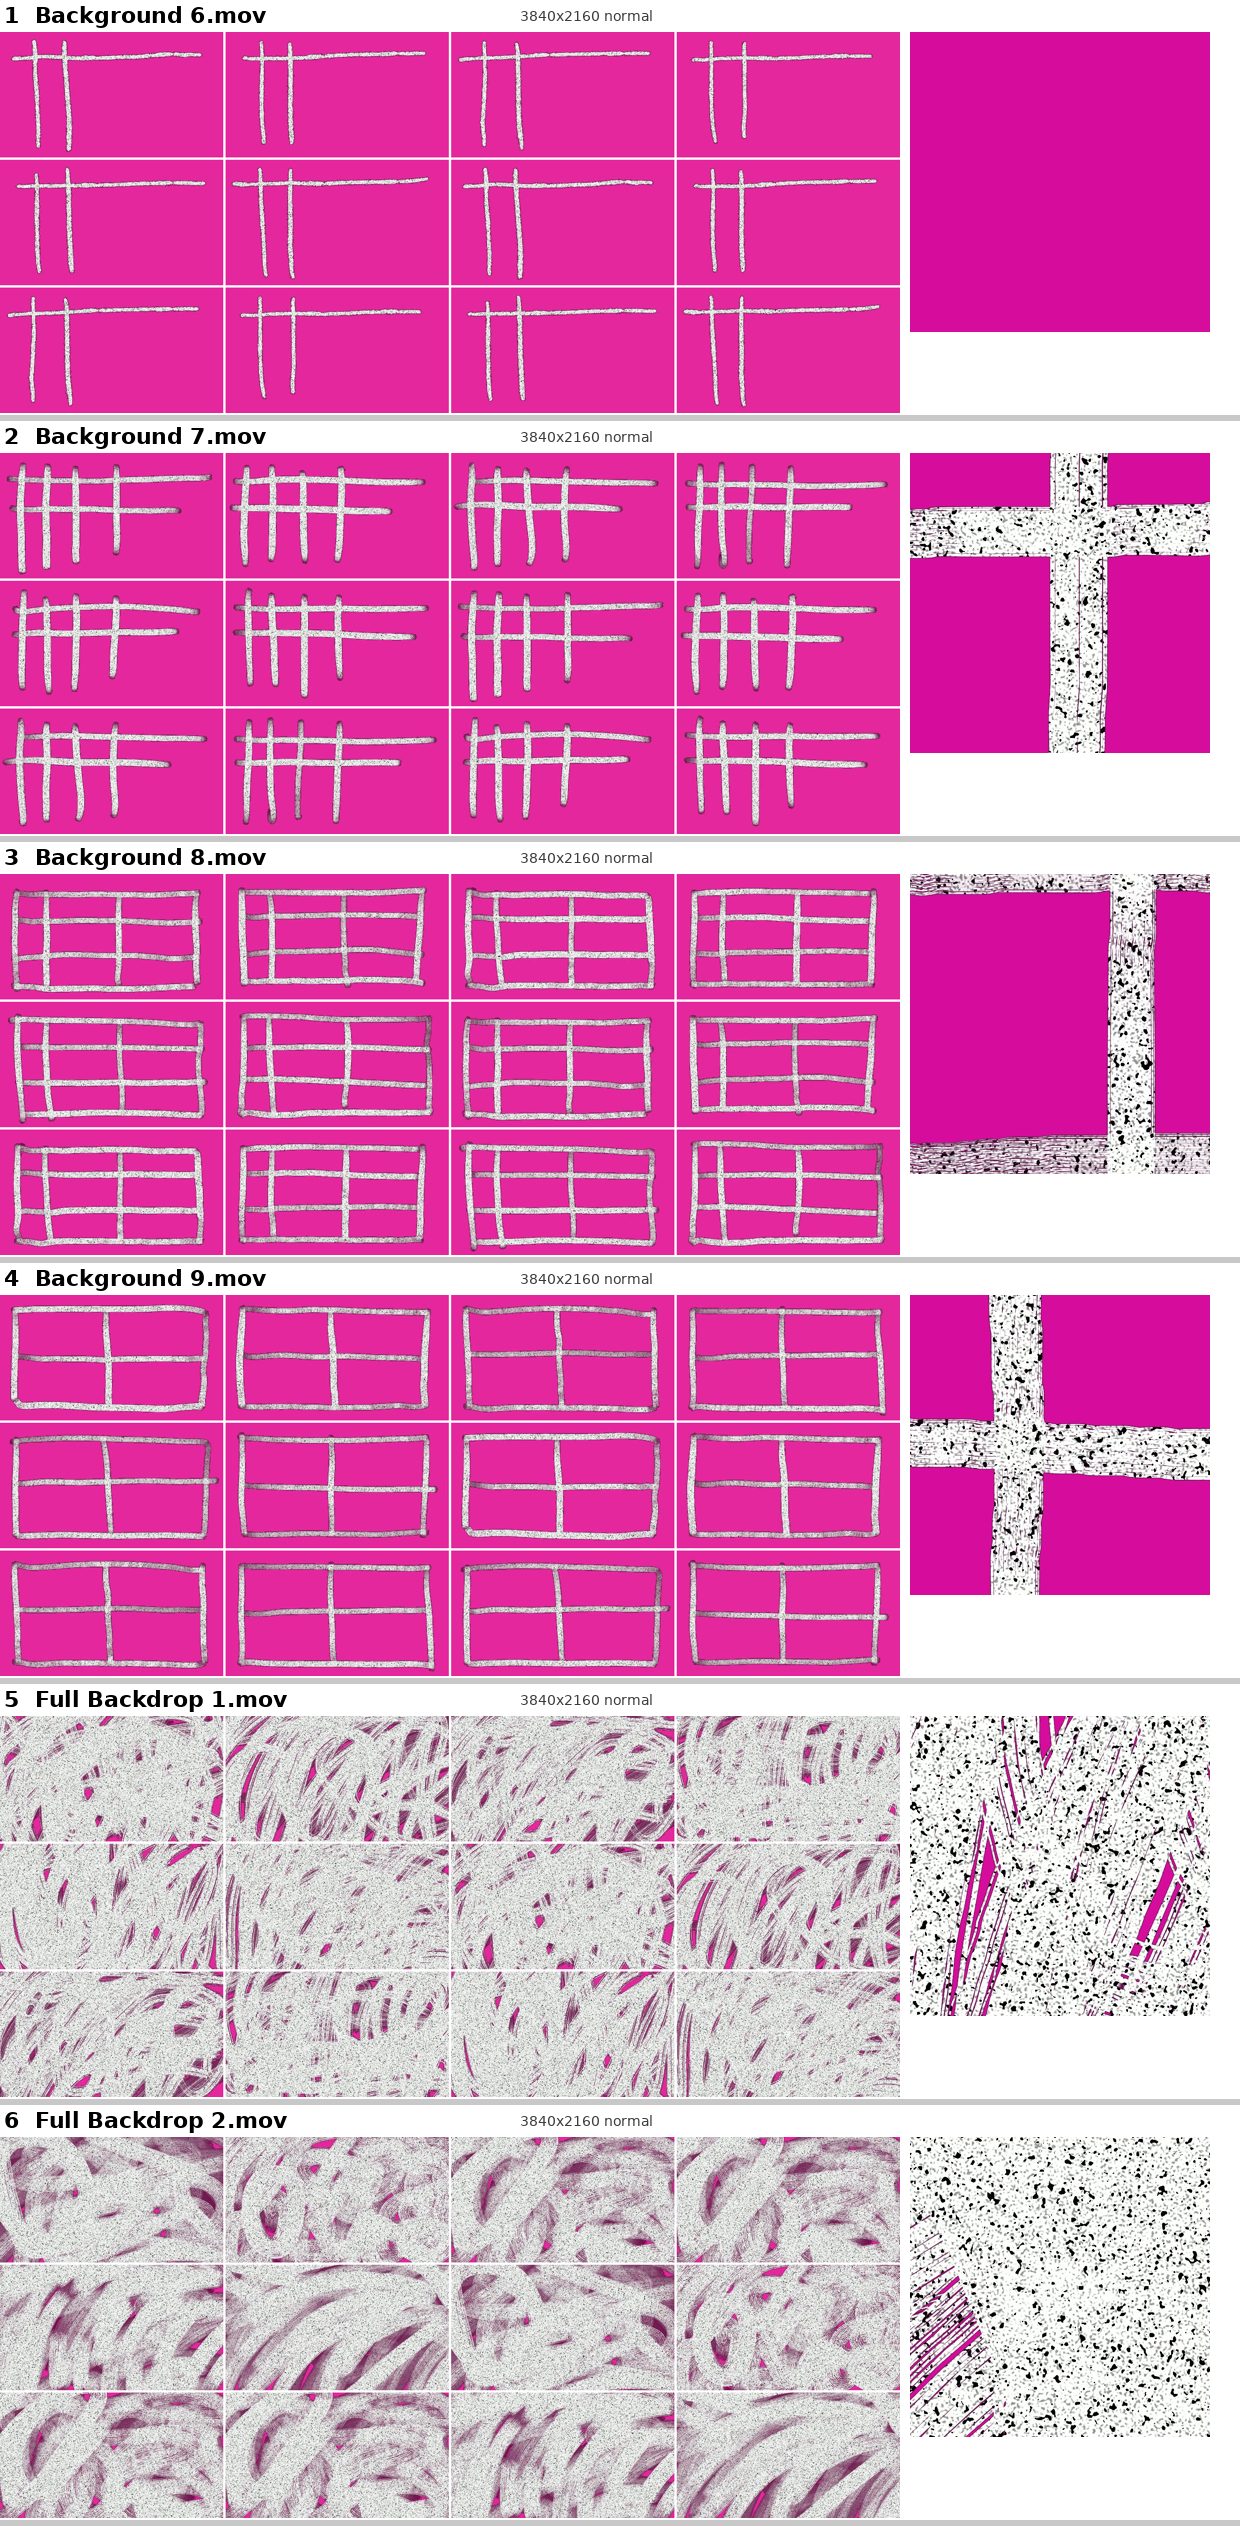 1 Background 6.mov 3840x2160 normal
2 Background 7.mov 3840x2160 normal
3 Background 8.mov 3840x2160 normal
4 Background 9.mov 3840x2160 normal
5 Full Backdrop 1.mov 3840x2160 normal
6 Full Backdrop 2.mov 3840x2160 normal